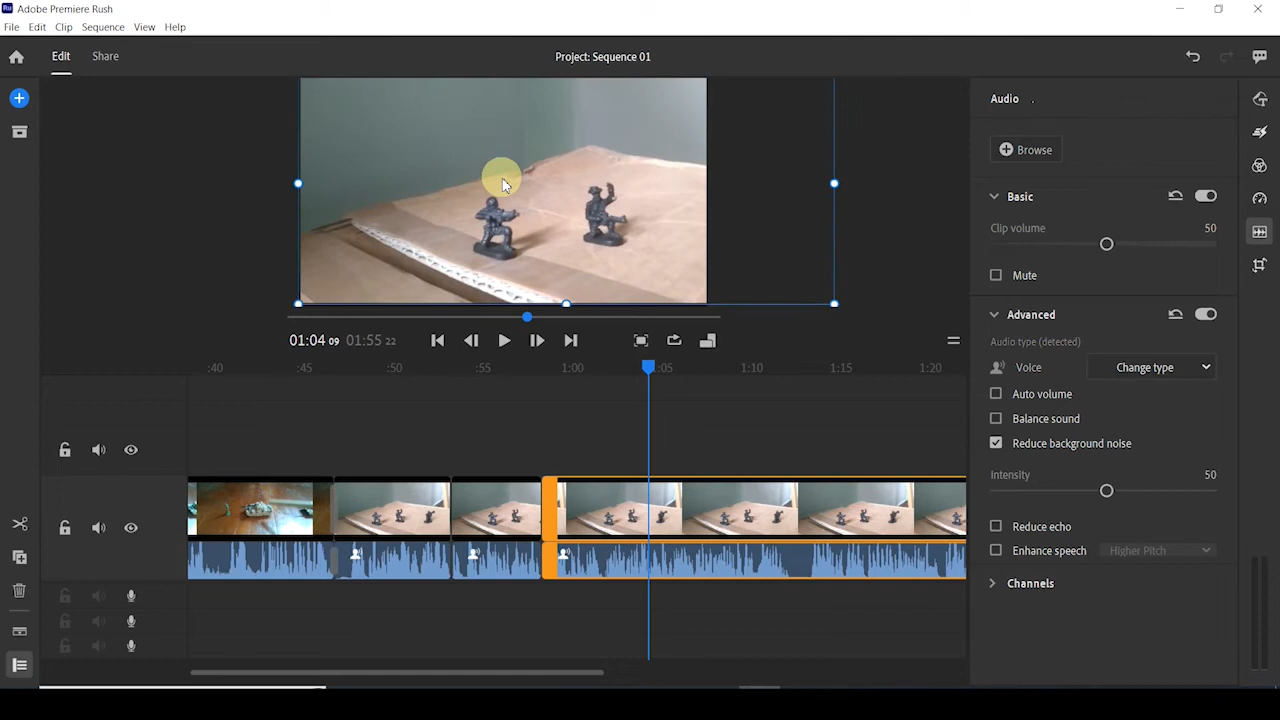 Ru Adobe Premiere Rush
File Edit Clip Sequence View Help
Edit Share Project: Sequence 01
Audio
Browse
Basic
Clip volume 50
Mute
Advanced
01:04 09 01:55 22
Audio type (detected)
:40 :45 :50 :55 1:00 :05 1:10 1:15 1:20
Voice Change type
Auto volume
Balance sound
Reduce background noise
Intensity 50
Reduce echo
Enhance speech Higher Pitch
Channels